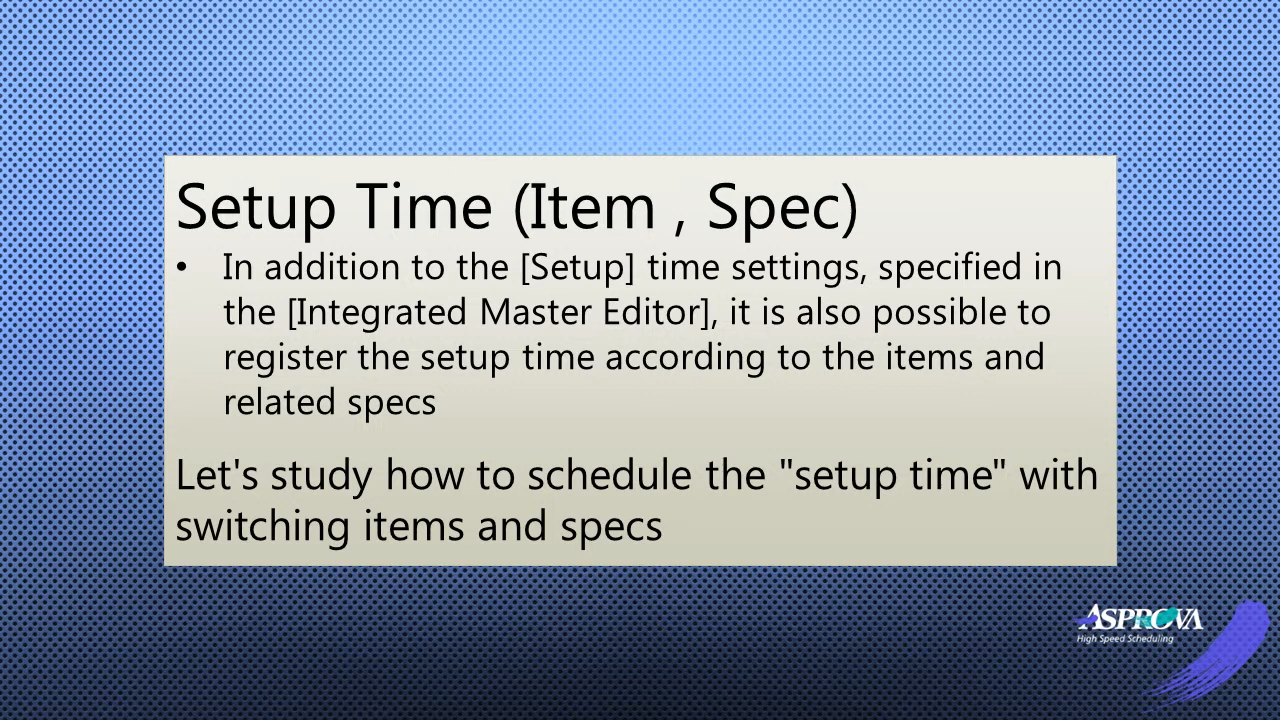 Setup Time (Item , Spec)
• In addition to the [Setup] time settings, specified in
the [Integrated Master Editor], it is also possible to
register the setup time according to the items and
related specs
Let's study how to schedule the "setup time" with
switching items and specs
ASPROVA
High Speed Scheduling